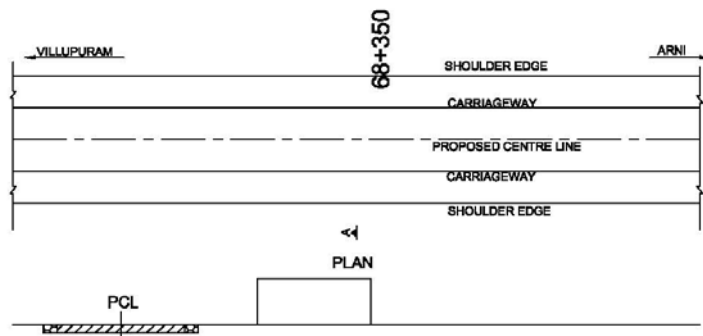 VILLUPURAM
68+350
ARNI
SHOULDER EDGE
CARRIAGEWAY
PROPOSED CENTRE LINE
CARRIAGEWAY
SHOULDER EDGE
A
PLAN
PCL